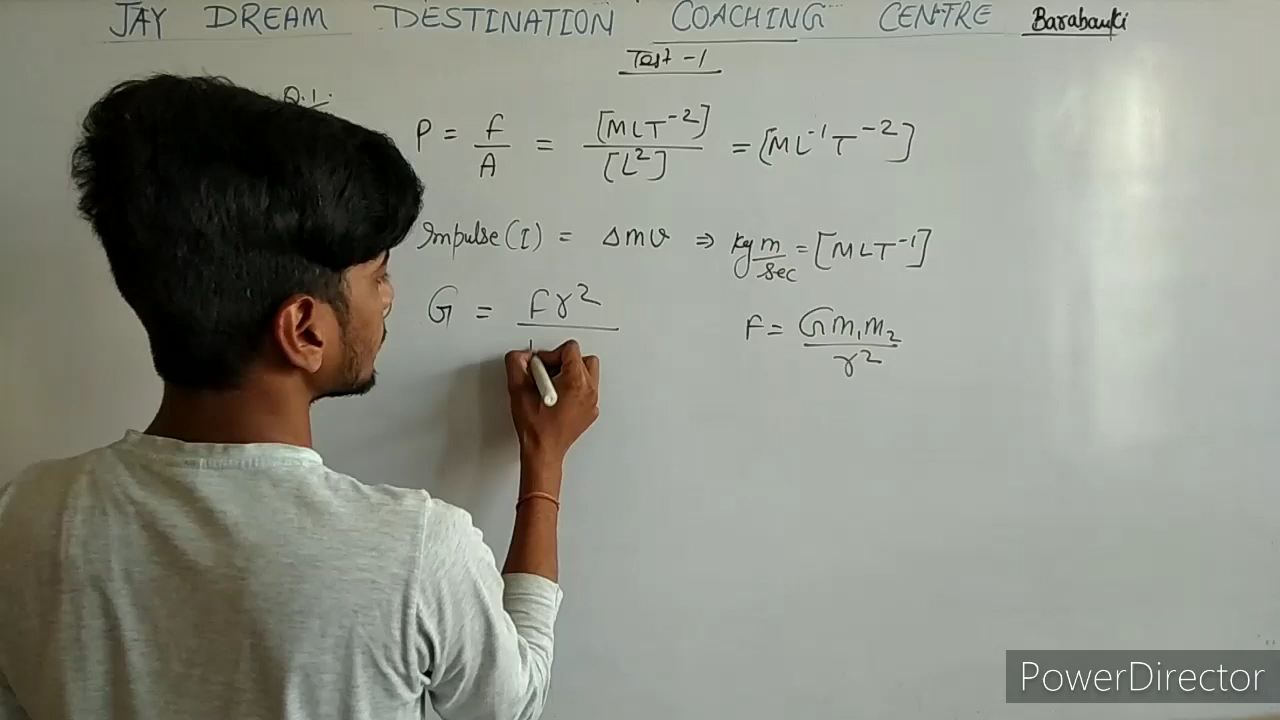 JAY DREAM DESTINATION COACHING CENTRE Barabanki
Test-1
Q.1.
P = f/A = [MLT⁻²]/[L²] = [ML⁻¹T⁻²]
Impulse(I) = Δmv ⇒ kg m/sec = [MLT⁻¹]
G = Fr²/
F = Gm₁m₂/r²
PowerDirector